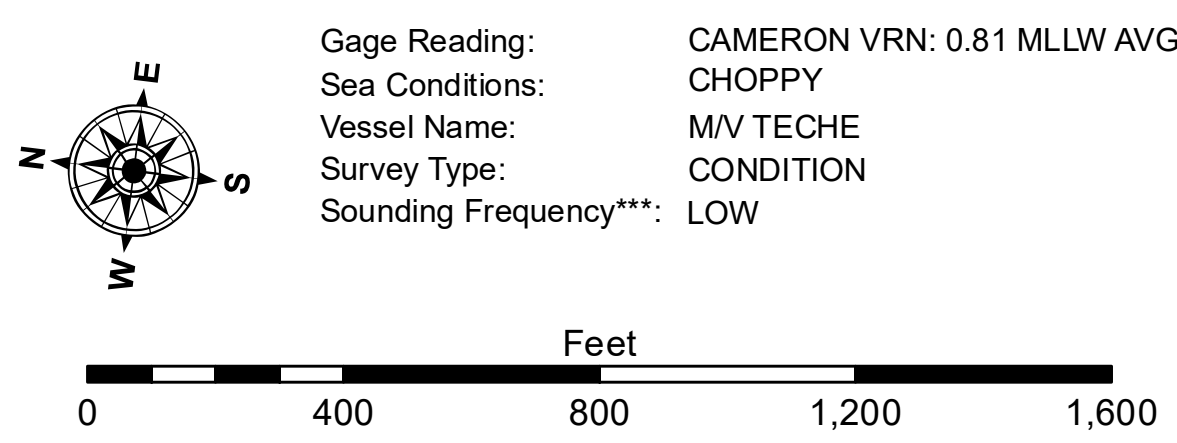 E
N
S
W
Gage Reading: CAMERON VRN: 0.81 MLLW AVG
Sea Conditions: CHOPPY
Vessel Name: M/V TECHE
Survey Type: CONDITION
Sounding Frequency***: LOW
Feet
0 400 800 1,200 1,600